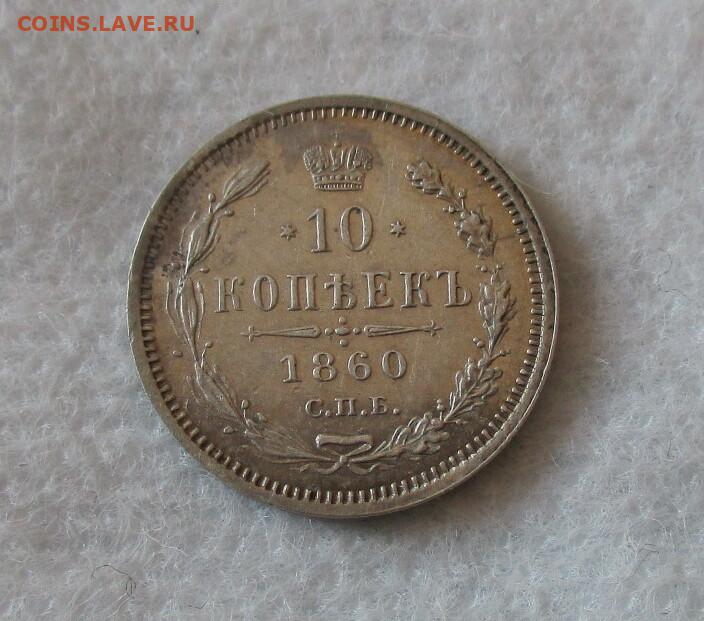 COINS.LAVE.RU
* 10 *
КОПѢЕКЪ
1860
С.П.Б.